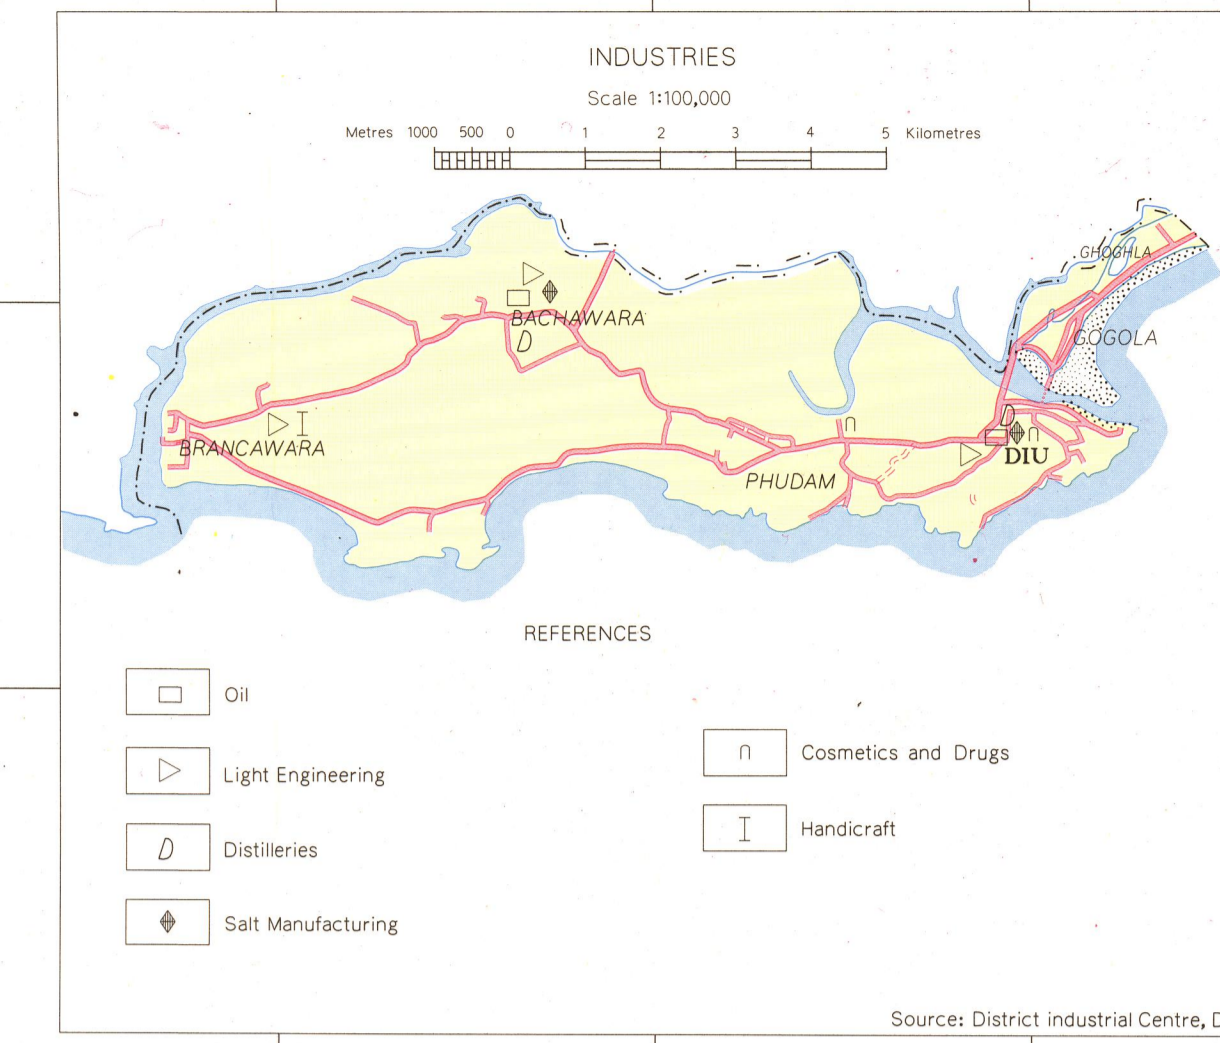 INDUSTRIES
Scale 1:100,000
Metres 1000 500 0 1 2 3 4 5 Kilometres
GHOGHLA
BACHAWARA
D
GOGOLA
D
BRANCAWARA
DIU
PHUDAM
REFERENCES
Oil
Light Engineering
Cosmetics and Drugs
D Distilleries
Handicraft
Salt Manufacturing
Source: District industrial Centre, D